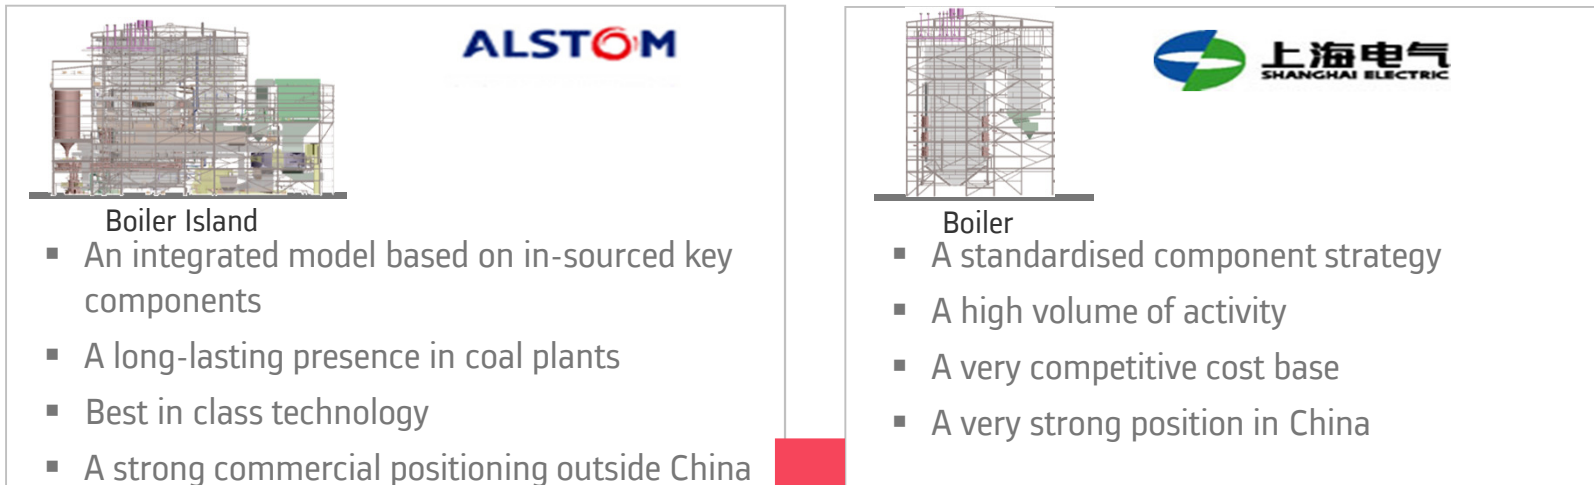 ALSTOM
Boiler Island
▪ An integrated model based on in-sourced key
components
▪ A long-lasting presence in coal plants
▪ Best in class technology
▪ A strong commercial positioning outside China
上海电气
SHANGHAI ELECTRIC
Boiler
▪ A standardised component strategy
▪ A high volume of activity
▪ A very competitive cost base
▪ A very strong position in China